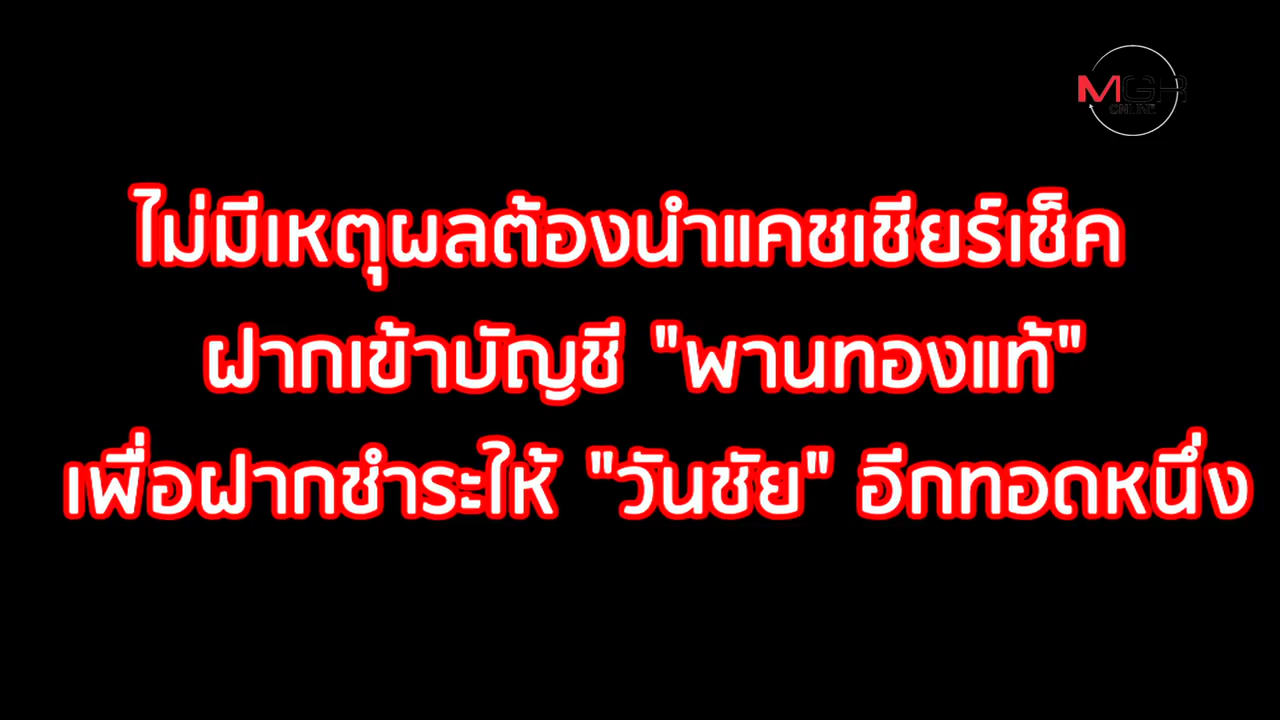 MGR
ONLINE
ไม่มีเหตุผลต้องนำแคชเชียร์เช็ค
ฝากเข้าบัญชี "พานทองแท้"
เพื่อฝากชำระให้ "วันชัย" อีกทอดหนึ่ง